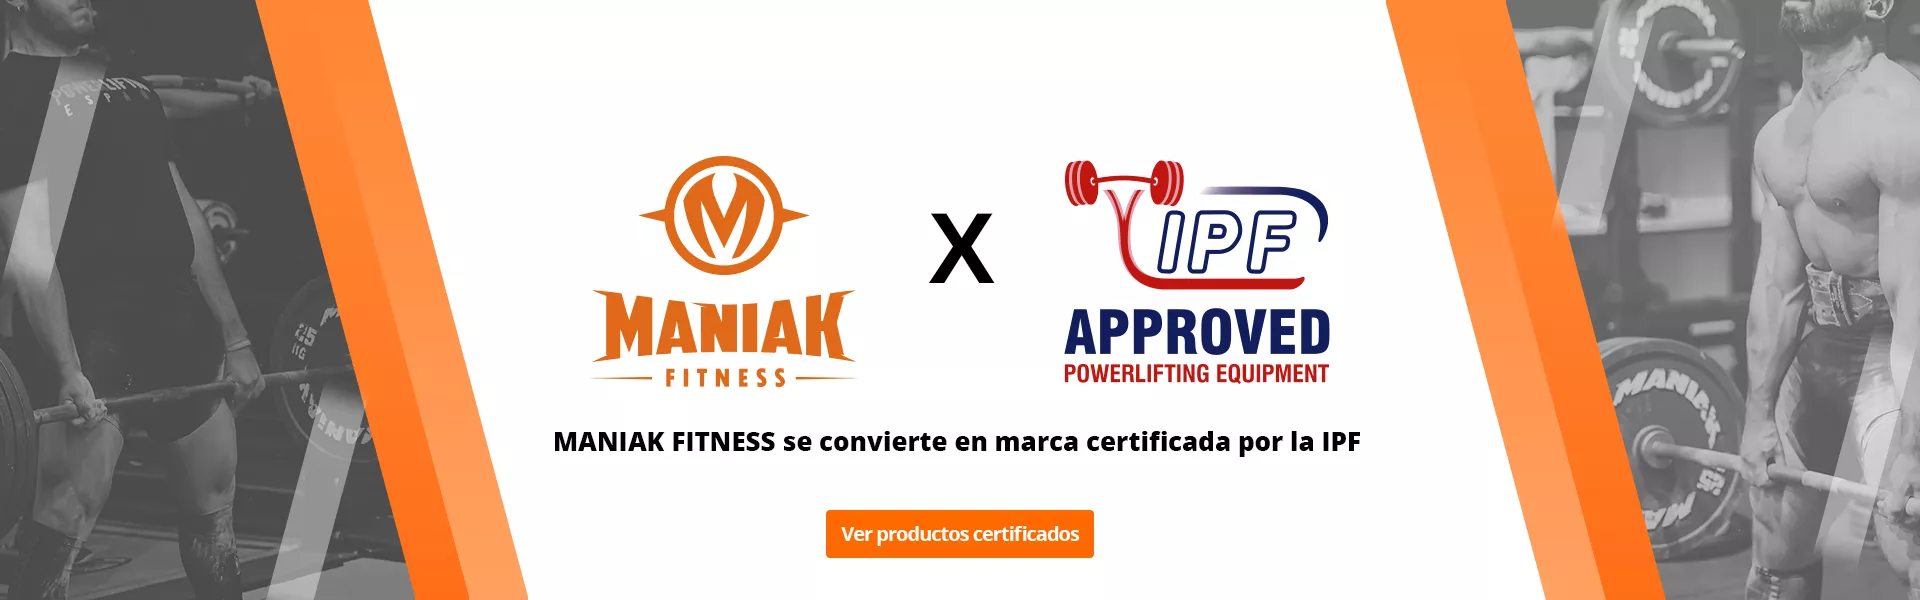 MANIAK
FITNESS
X
IPF
APPROVED
POWERLIFTING EQUIPMENT
MANIAK FITNESS se convierte en marca certificada por la IPF
Ver productos certificados
MANIAK